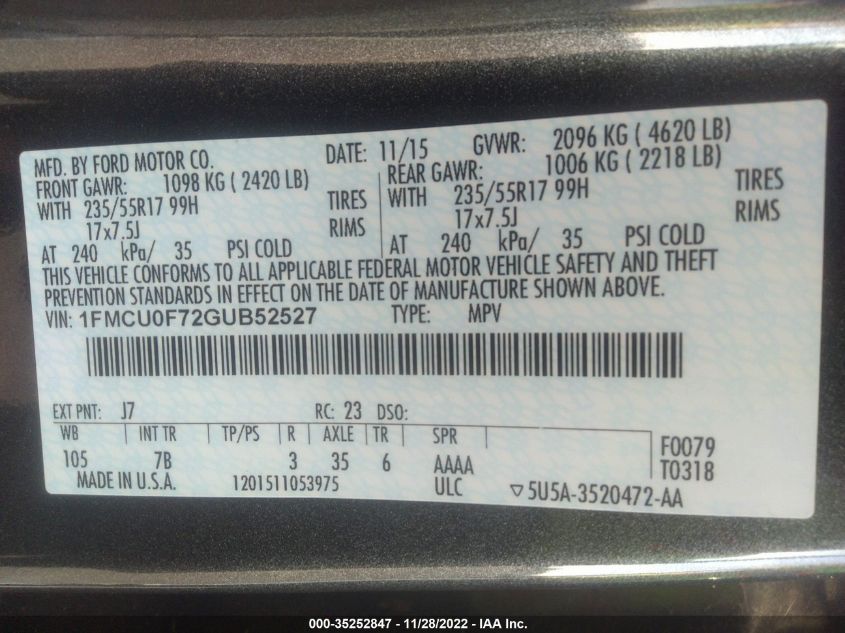 MFD. BY FORD MOTOR CO. DATE: 11/15 GVWR: 2096 KG ( 4620 LB)
FRONT GAWR: 1098 KG ( 2420 LB) REAR GAWR: 1006 KG ( 2218 LB)
WITH 235/55R17 99H TIRES WITH 235/55R17 99H TIRES
17x7.5J RIMS 17x7.5J RIMS
AT 240 kPa/ 35 PSI COLD AT 240 kPa/ 35 PSI COLD
THIS VEHICLE CONFORMS TO ALL APPLICABLE FEDERAL MOTOR VEHICLE SAFETY AND THEFT
PREVENTION STANDARDS IN EFFECT ON THE DATE OF MANUFACTURE SHOWN ABOVE.
VIN: 1FMCU0F72GUB52527 TYPE: MPV
EXT PNT: J7 RC: 23 DSO:
WB INT TR TP/PS R AXLE TR SPR F0079
105 7B 3 35 6 AAAA T0318
MADE IN U.S.A. 1201511053975 ULC ▽5U5A-3520472-AA
000-35252847 - 11/28/2022 - IAA Inc.